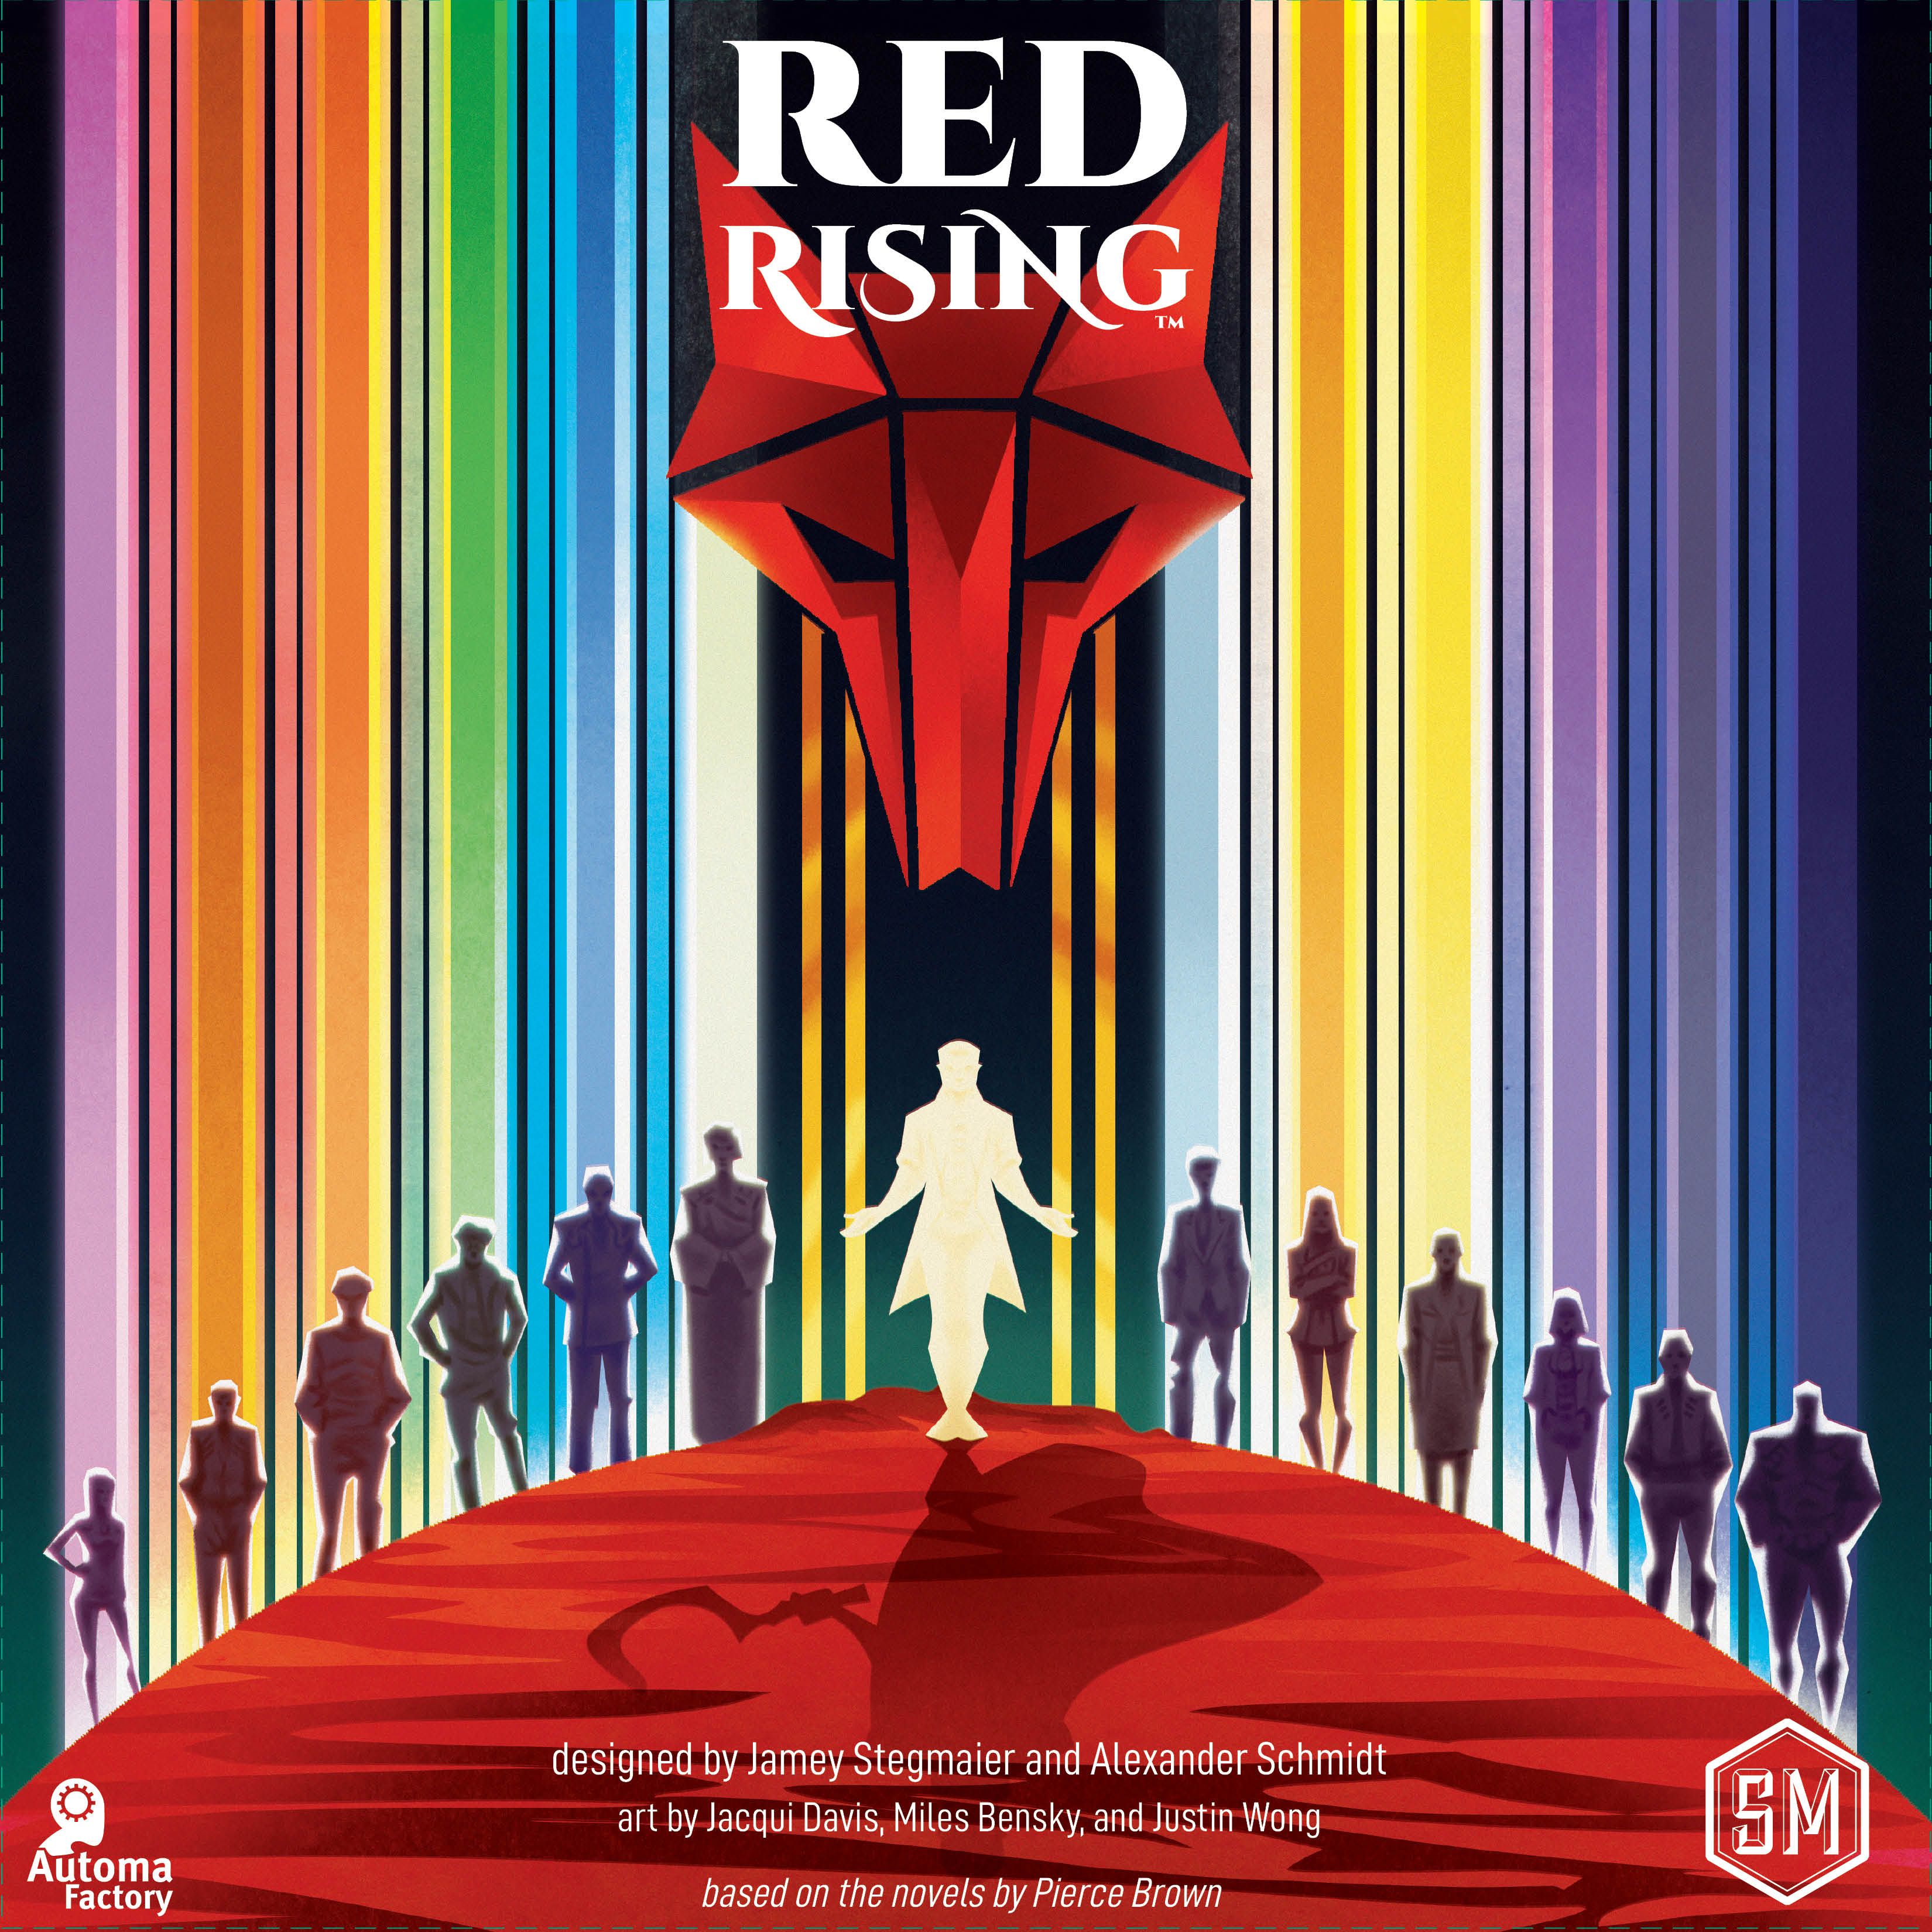 RED
RISING
TM
designed by Jamey Stegmaier and Alexander Schmidt
art by Jacqui Davis, Miles Bensky, and Justin Wong
based on the novels by Pierce Brown
Automa
Factory
SM